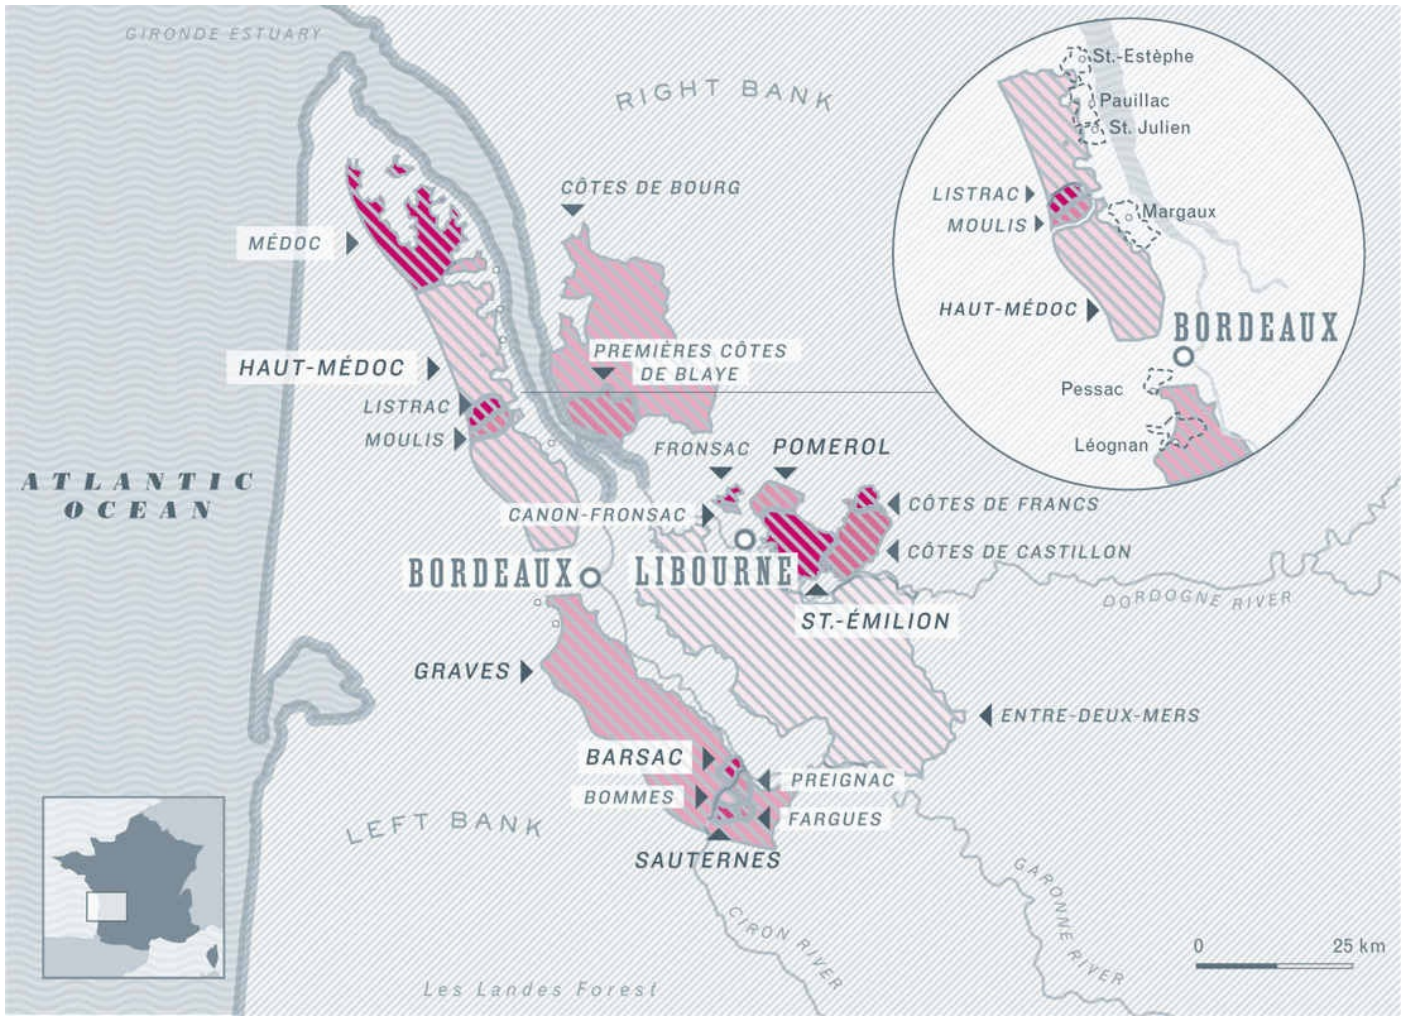 GIRONDE ESTUARY
RIGHT BANK
St.-Estèphe
Pauillac
St. Julien
LISTRAC
MOULIS
Margaux
HAUT-MÉDOC
BORDEAUX
Pessac
Léognan
CÔTES DE BOURG
MÉDOC
PREMIÈRES CÔTES
DE BLAYE
HAUT-MÉDOC
LISTRAC
MOULIS
FRONSAC
POMEROL
ATLANTIC
OCEAN
CANON-FRONSAC
CÔTES DE FRANCS
CÔTES DE CASTILLON
BORDEAUX
LIBOURNE
DORDOGNE RIVER
ST.-ÉMILION
GRAVES
ENTRE-DEUX-MERS
BARSAC
PREIGNAC
BOMMES
FARGUES
LEFT BANK
SAUTERNES
GARONNE RIVER
CIRON RIVER
0 25 km
Les Landes Forest